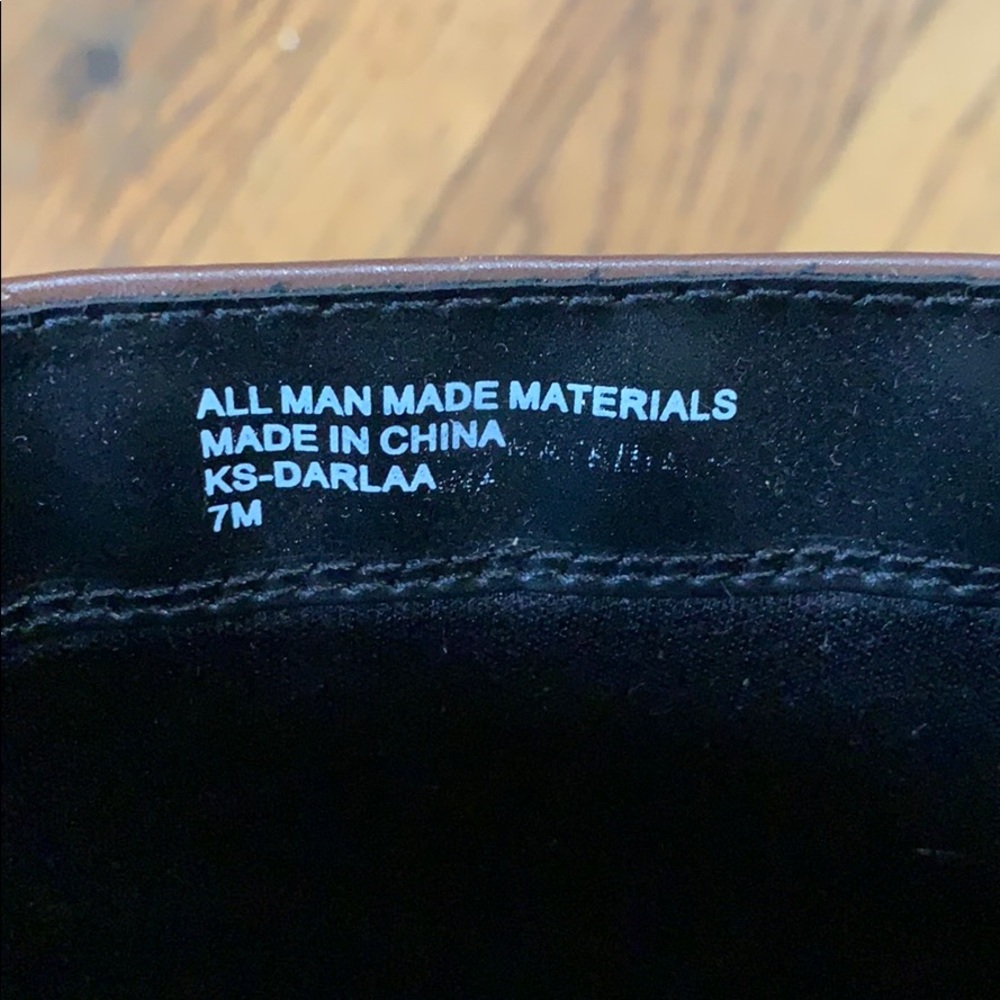 ALL MAN MADE MATERIALS
MADE IN CHINA
KS-DARLAA
7M